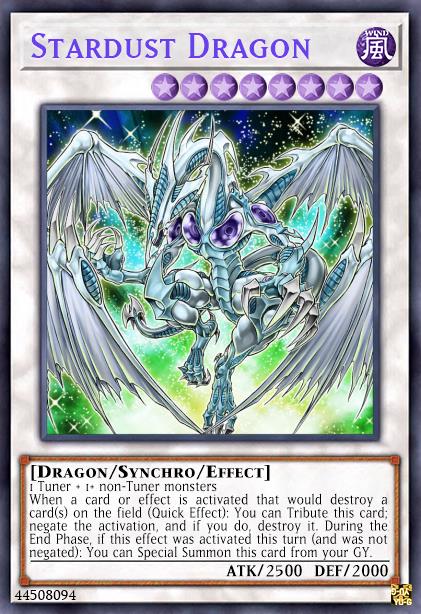 STARDUST DRAGON
WIND
風
[DRAGON/SYNCHRO/EFFECT]
1 Tuner + 1+ non-Tuner monsters
When a card or effect is activated that would destroy a
card(s) on the field (Quick Effect): You can Tribute this card;
negate the activation, and if you do, destroy it. During the
End Phase, if this effect was activated this turn (and was not
negated): You can Special Summon this card from your GY.
ATK/2500 DEF/2000
44508094